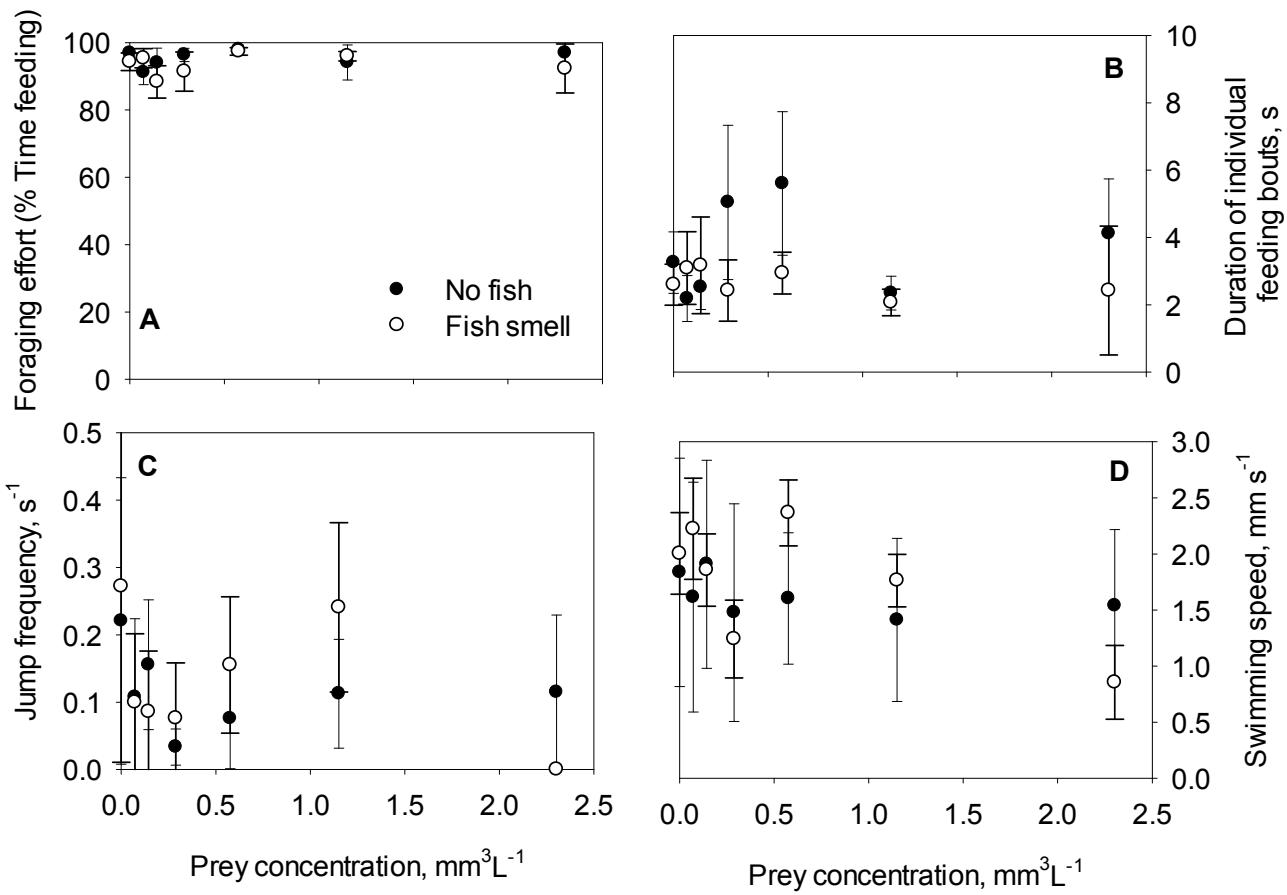 Foraging effort (% Time feeding)
100
80
60
40
20
0
A
No fish
Fish smell
B
10
8
6
4
2
0
Duration of individual
feeding bouts, s
Jump frequency, s⁻¹
0.5
0.4
0.3
0.2
0.1
0.0
C
0.0 0.5 1.0 1.5 2.0 2.5
Prey concentration, mm³L⁻¹
D
3.0
2.5
2.0
1.5
1.0
0.5
0.0
Swimming speed, mm s⁻¹
0.0 0.5 1.0 1.5 2.0 2.5
Prey concentration, mm³L⁻¹